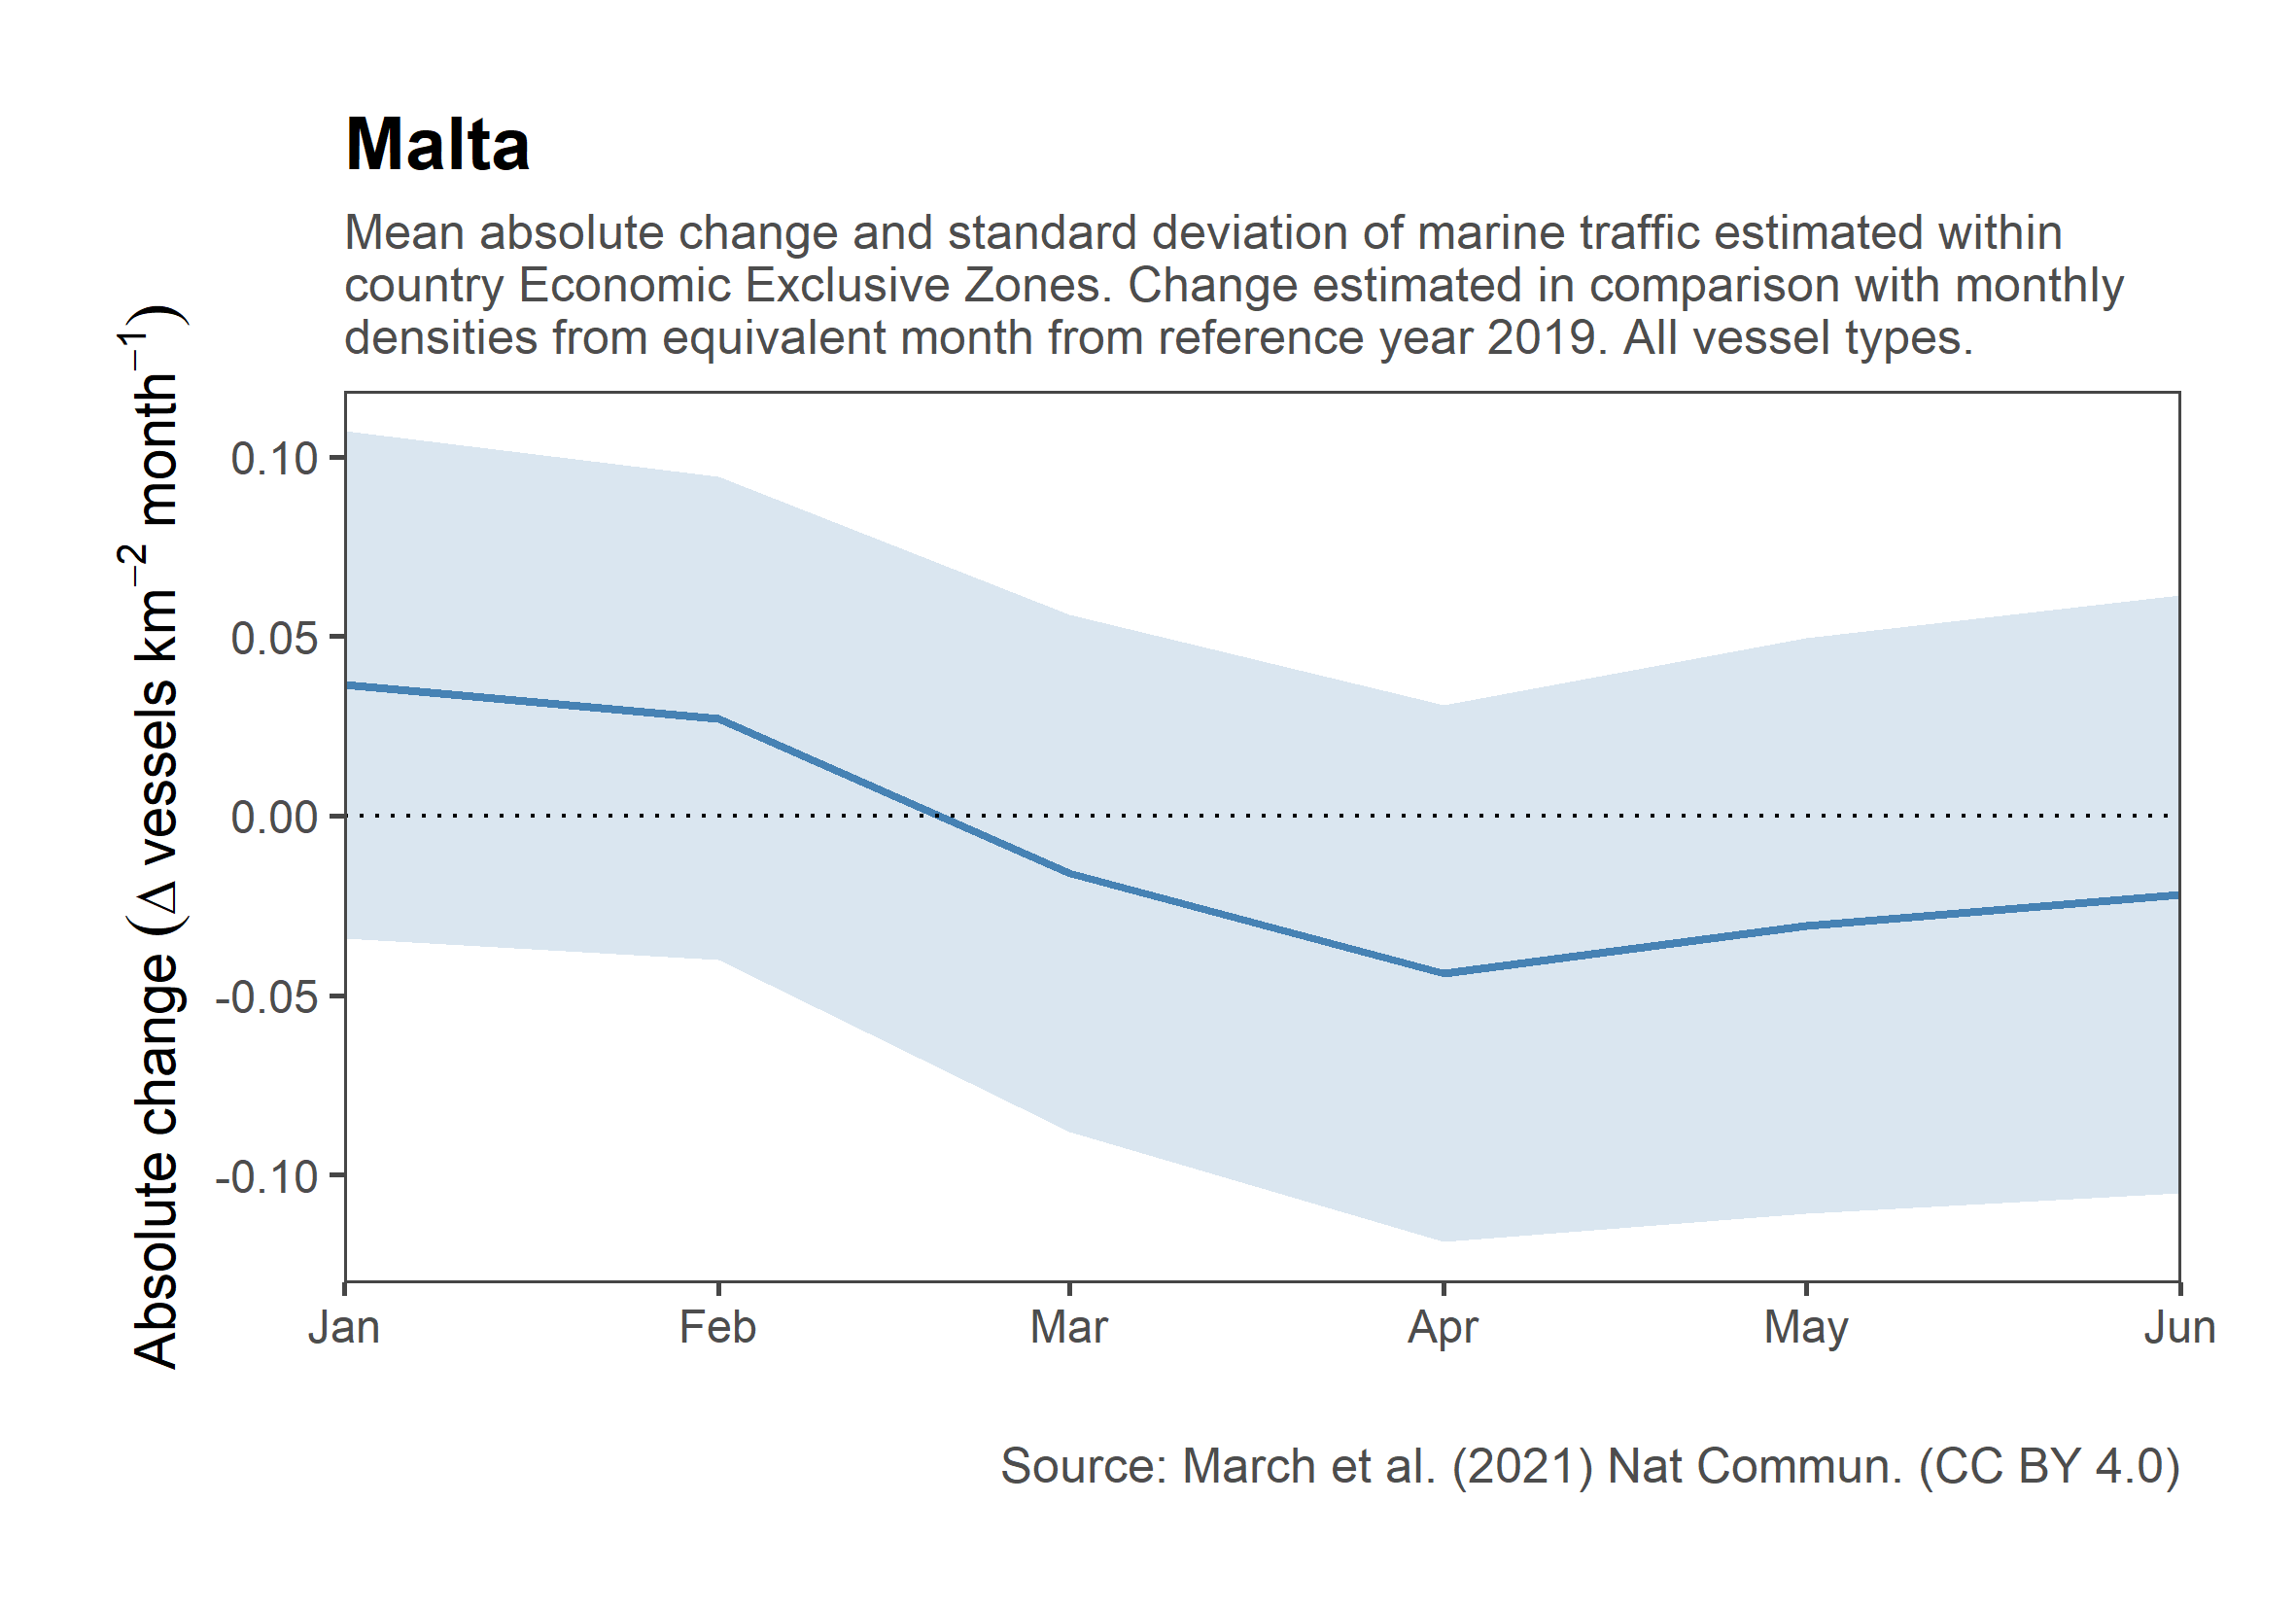 Malta
Mean absolute change and standard deviation of marine traffic estimated within
country Economic Exclusive Zones. Change estimated in comparison with monthly
densities from equivalent month from reference year 2019. All vessel types.
Absolute change (Δ vessels km⁻² month⁻¹)
0.10
0.05
0.00
-0.05
-0.10
Jan Feb Mar Apr May Jun
Source: March et al. (2021) Nat Commun. (CC BY 4.0)